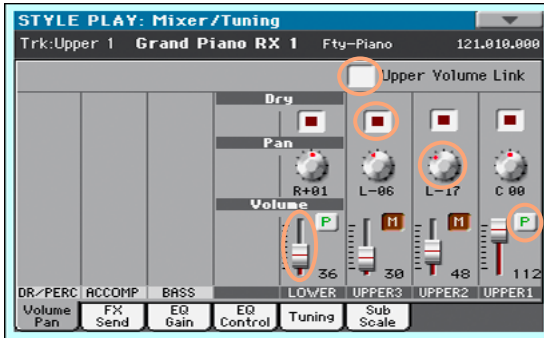 STYLE PLAY: Mixer/Tuning
Trk:Upper 1 Grand Piano RX 1 Fty-Piano 121.010.000
Upper Volume Link
Dry
Pan
R+01 L-06 L-17 C 00
Volume
P M M P
36 30 48 112
DR/PERC ACCOMP BASS LOWER UPPER3 UPPER2 UPPER1
Volume Pan FX Send EQ Gain EQ Control Tuning Sub Scale